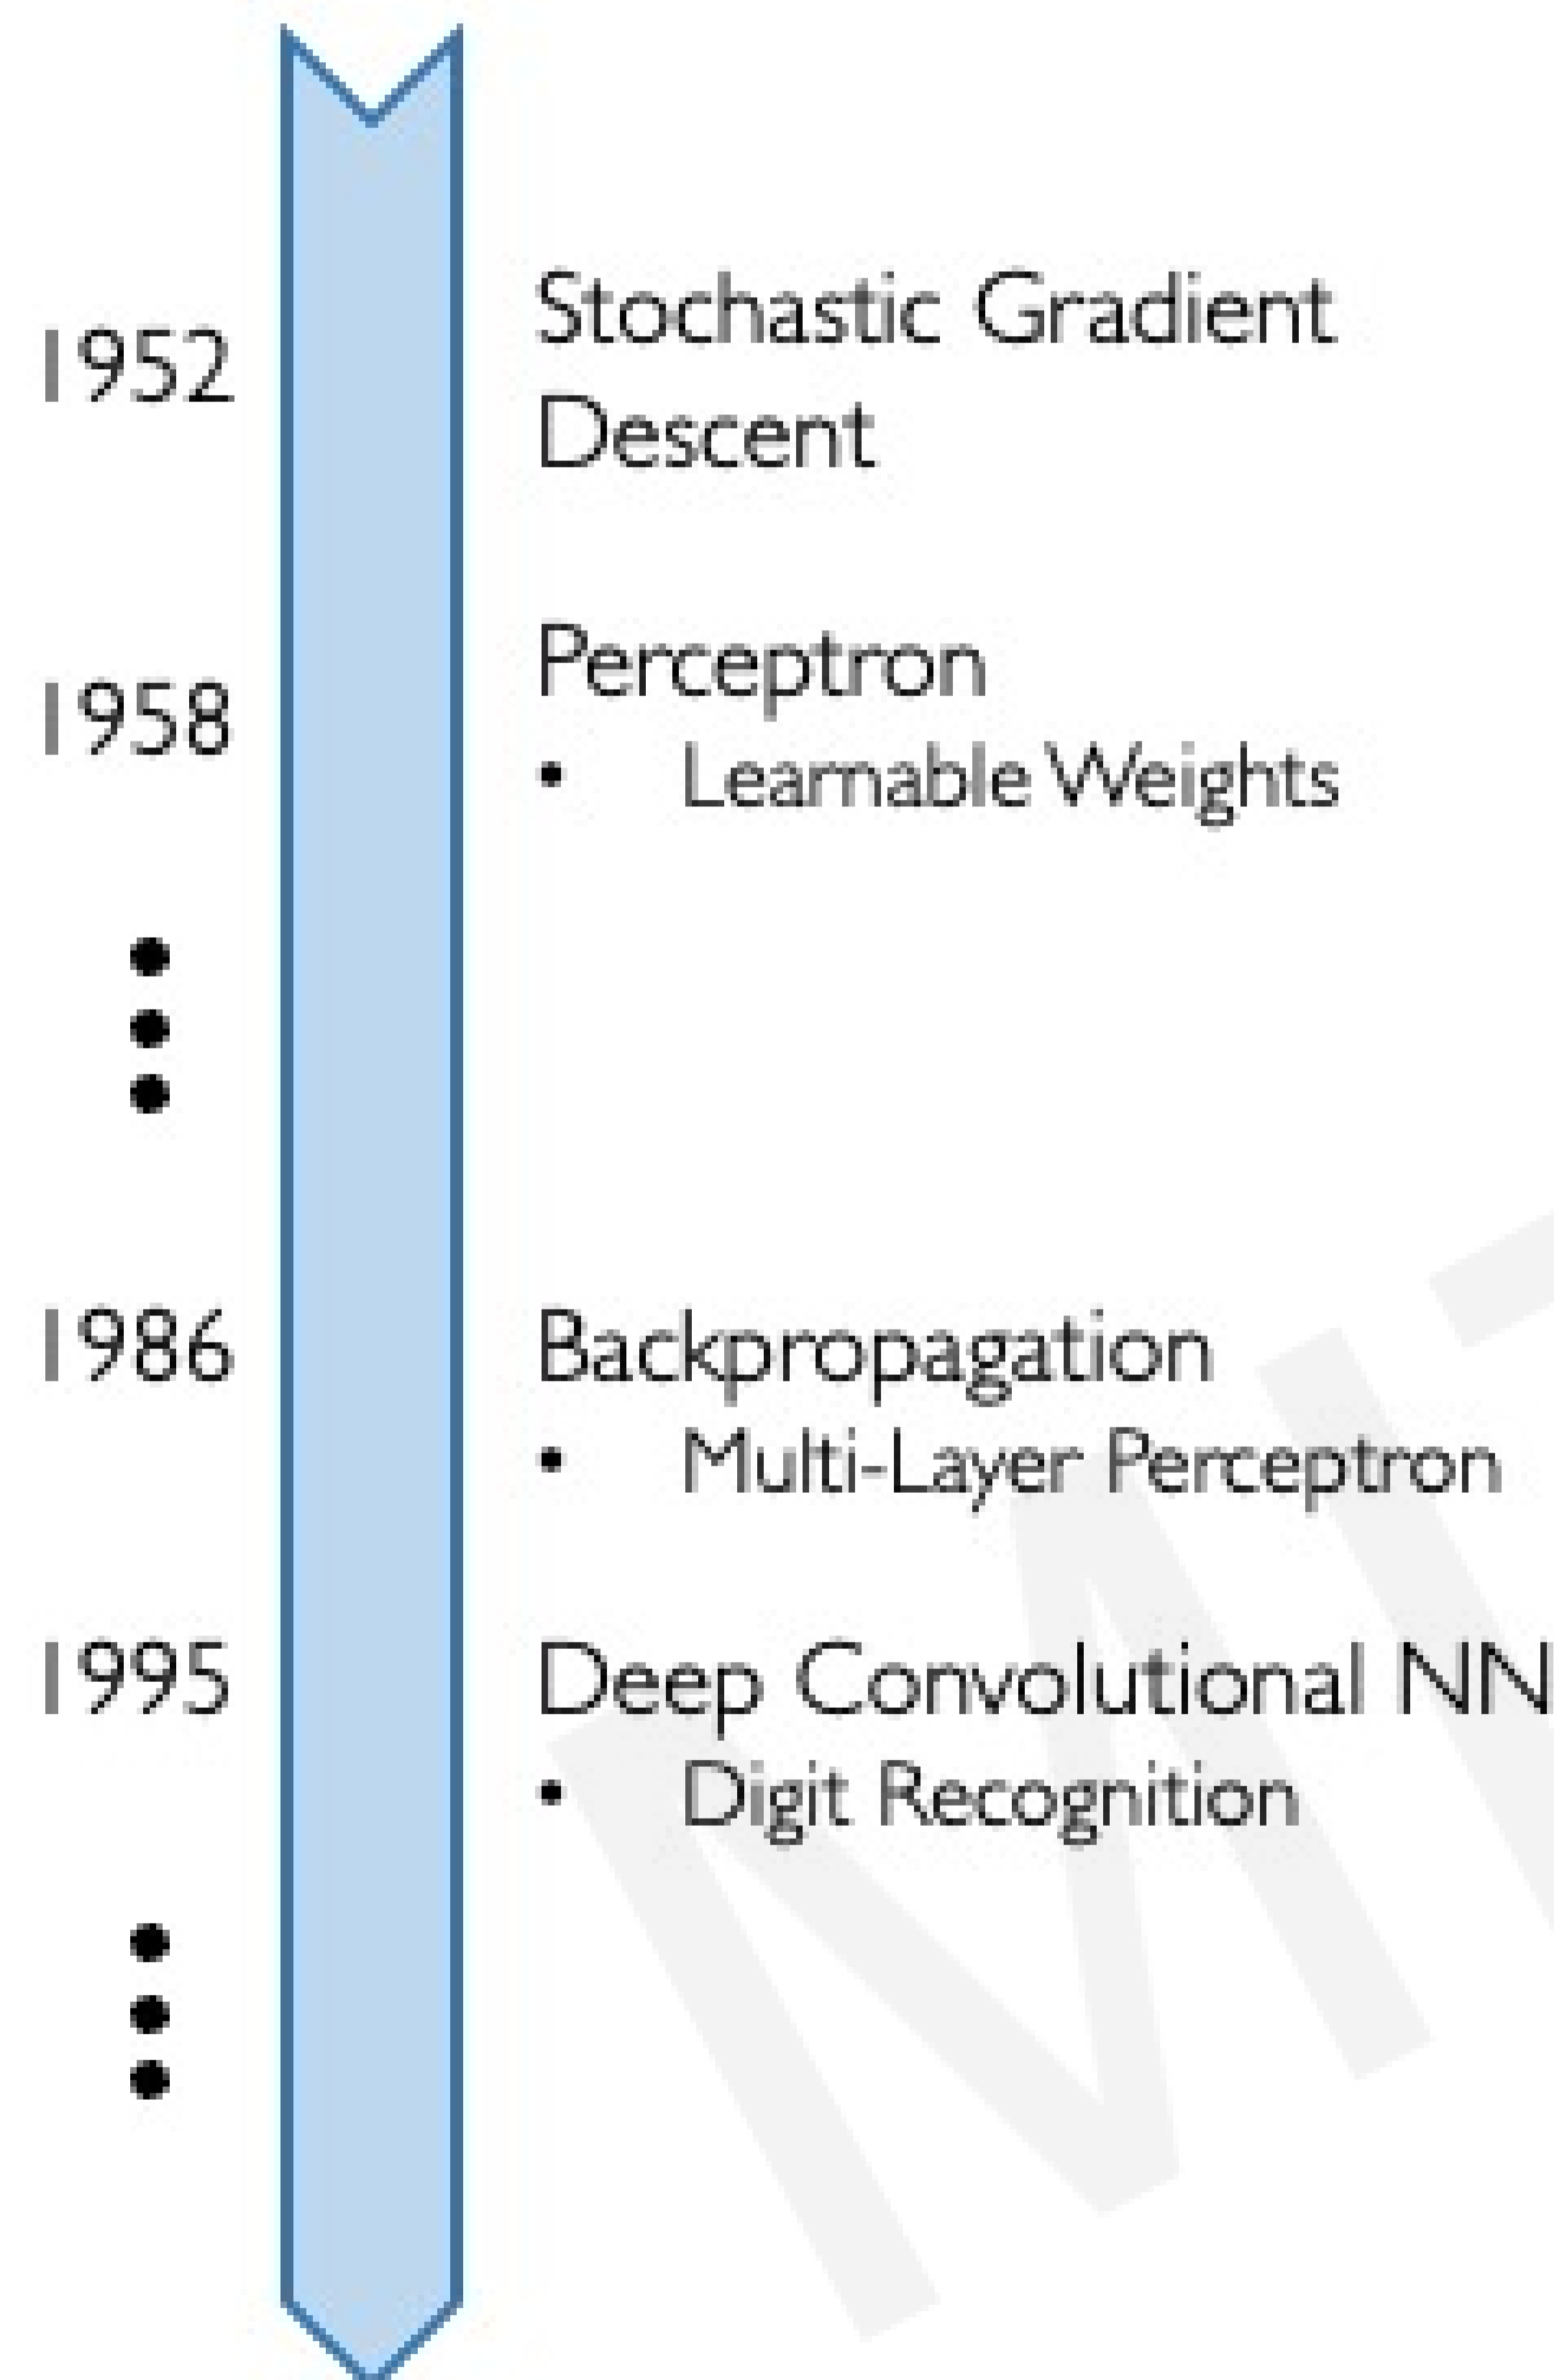 1952
Stochastic Gradient
Descent
1958
Perceptron
• Learnable Weights
1986
Backpropagation
• Multi-Layer Perceptron
1995
Deep Convolutional NN
• Digit Recognition